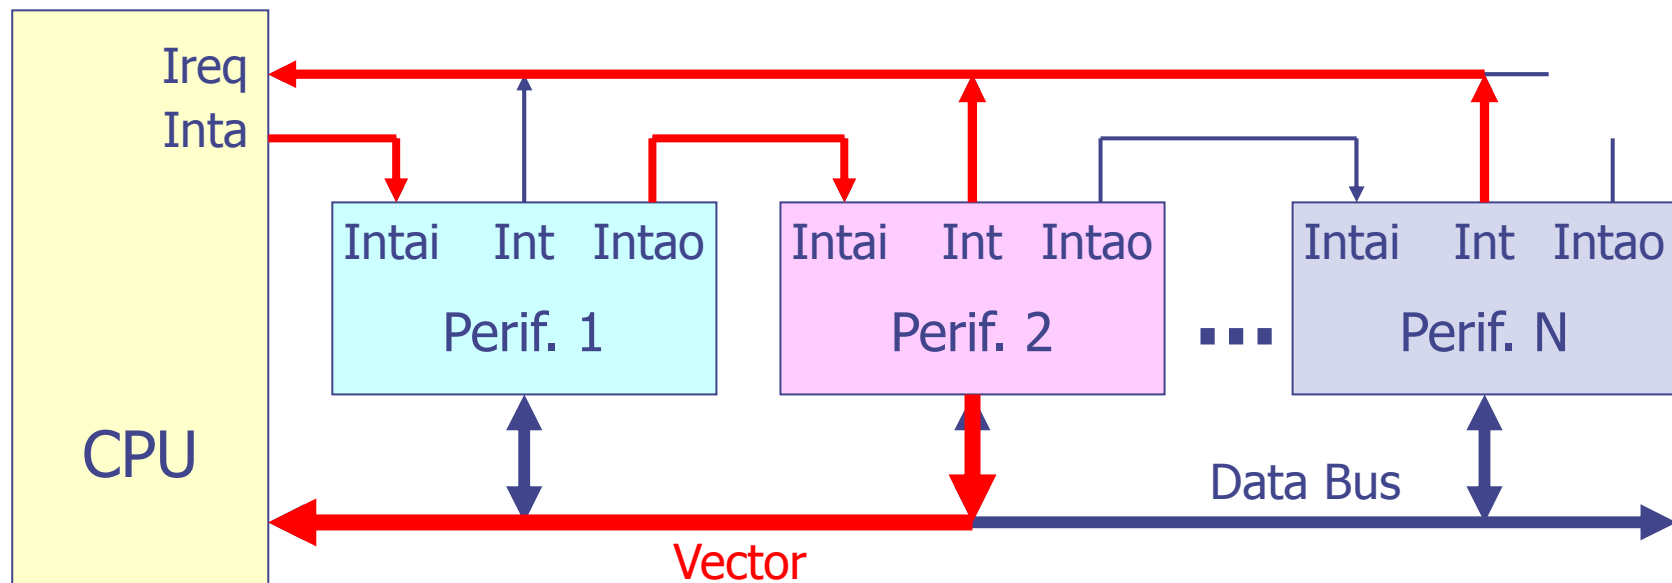 Ireq
Inta
Intai Int Intao
Intai Int Intao
Intai Int Intao
Perif. 1
Perif. 2
...
Perif. N
CPU
Data Bus
Vector